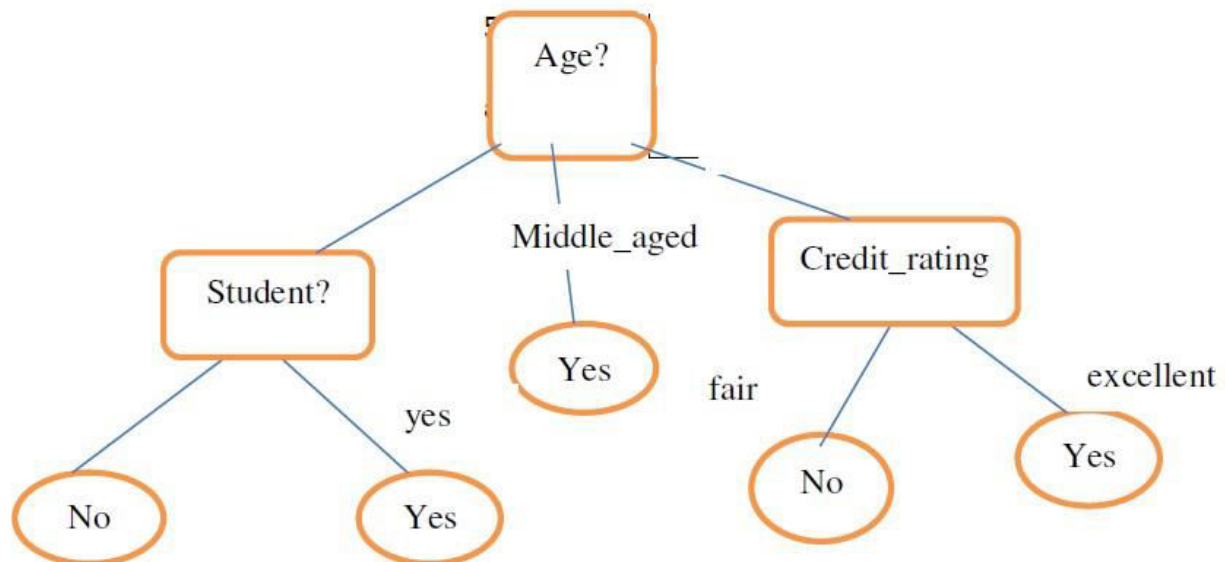 Age?
Middle_aged
Credit_rating
Student?
Yes
fair
excellent
yes
Yes
No
No
Yes